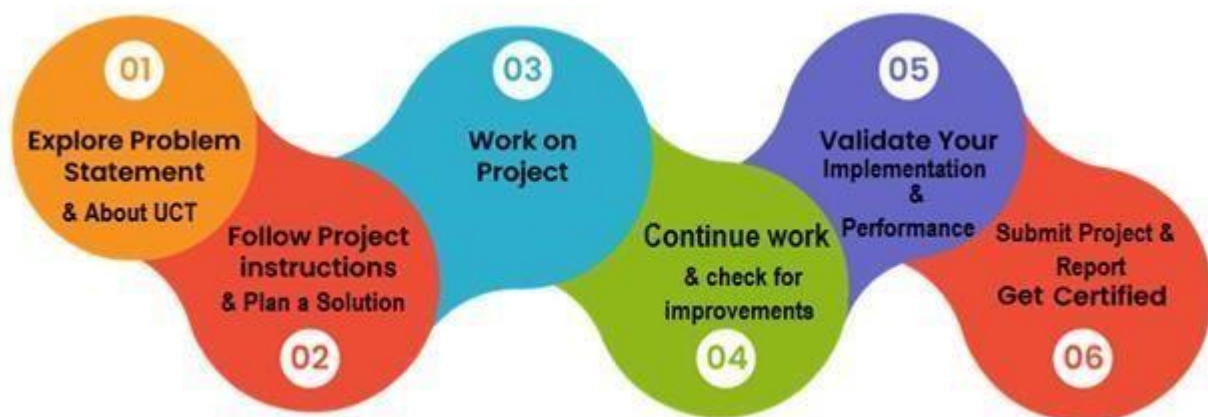 01
Explore Problem
Statement
& About UCT
Follow Project
instructions
& Plan a Solution
02
03
Work on
Project
Continue work
& check for
improvements
04
05
Validate Your
Implementation
&
Performance
Submit Project &
Report
Get Certified
06